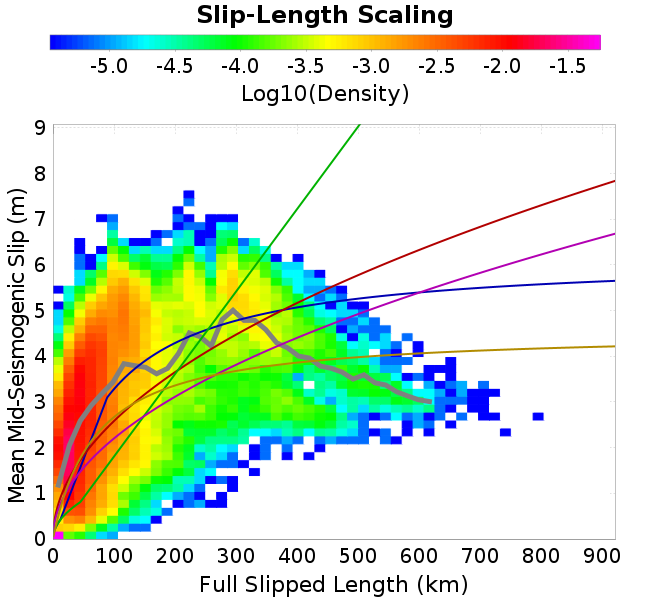 Slip-Length Scaling
-5.0 -4.5 -4.0 -3.5 -3.0 -2.5 -2.0 -1.5
Log10(Density)
Mean Mid-Seismogenic Slip (m)
9
8
7
6
5
4
3
2
1
0
0 100 200 300 400 500 600 700 800 900
Full Slipped Length (km)